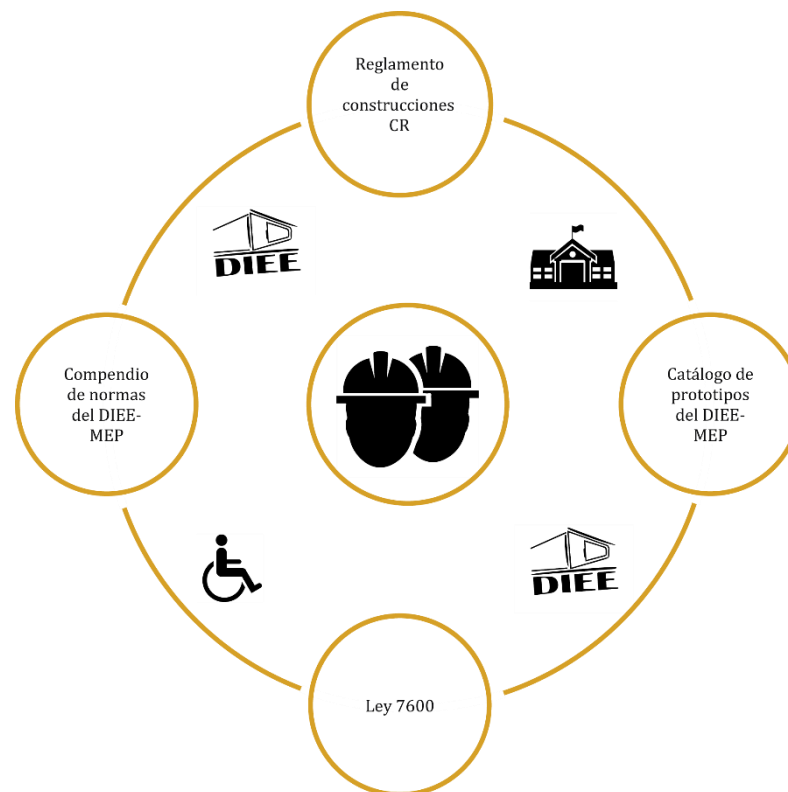 Reglamento
de
construcciones
CR
DIEE
Compendio
de normas
del DIEE-
MEP
Catálogo de
prototipos
del DIEE-
MEP
DIEE
Ley 7600